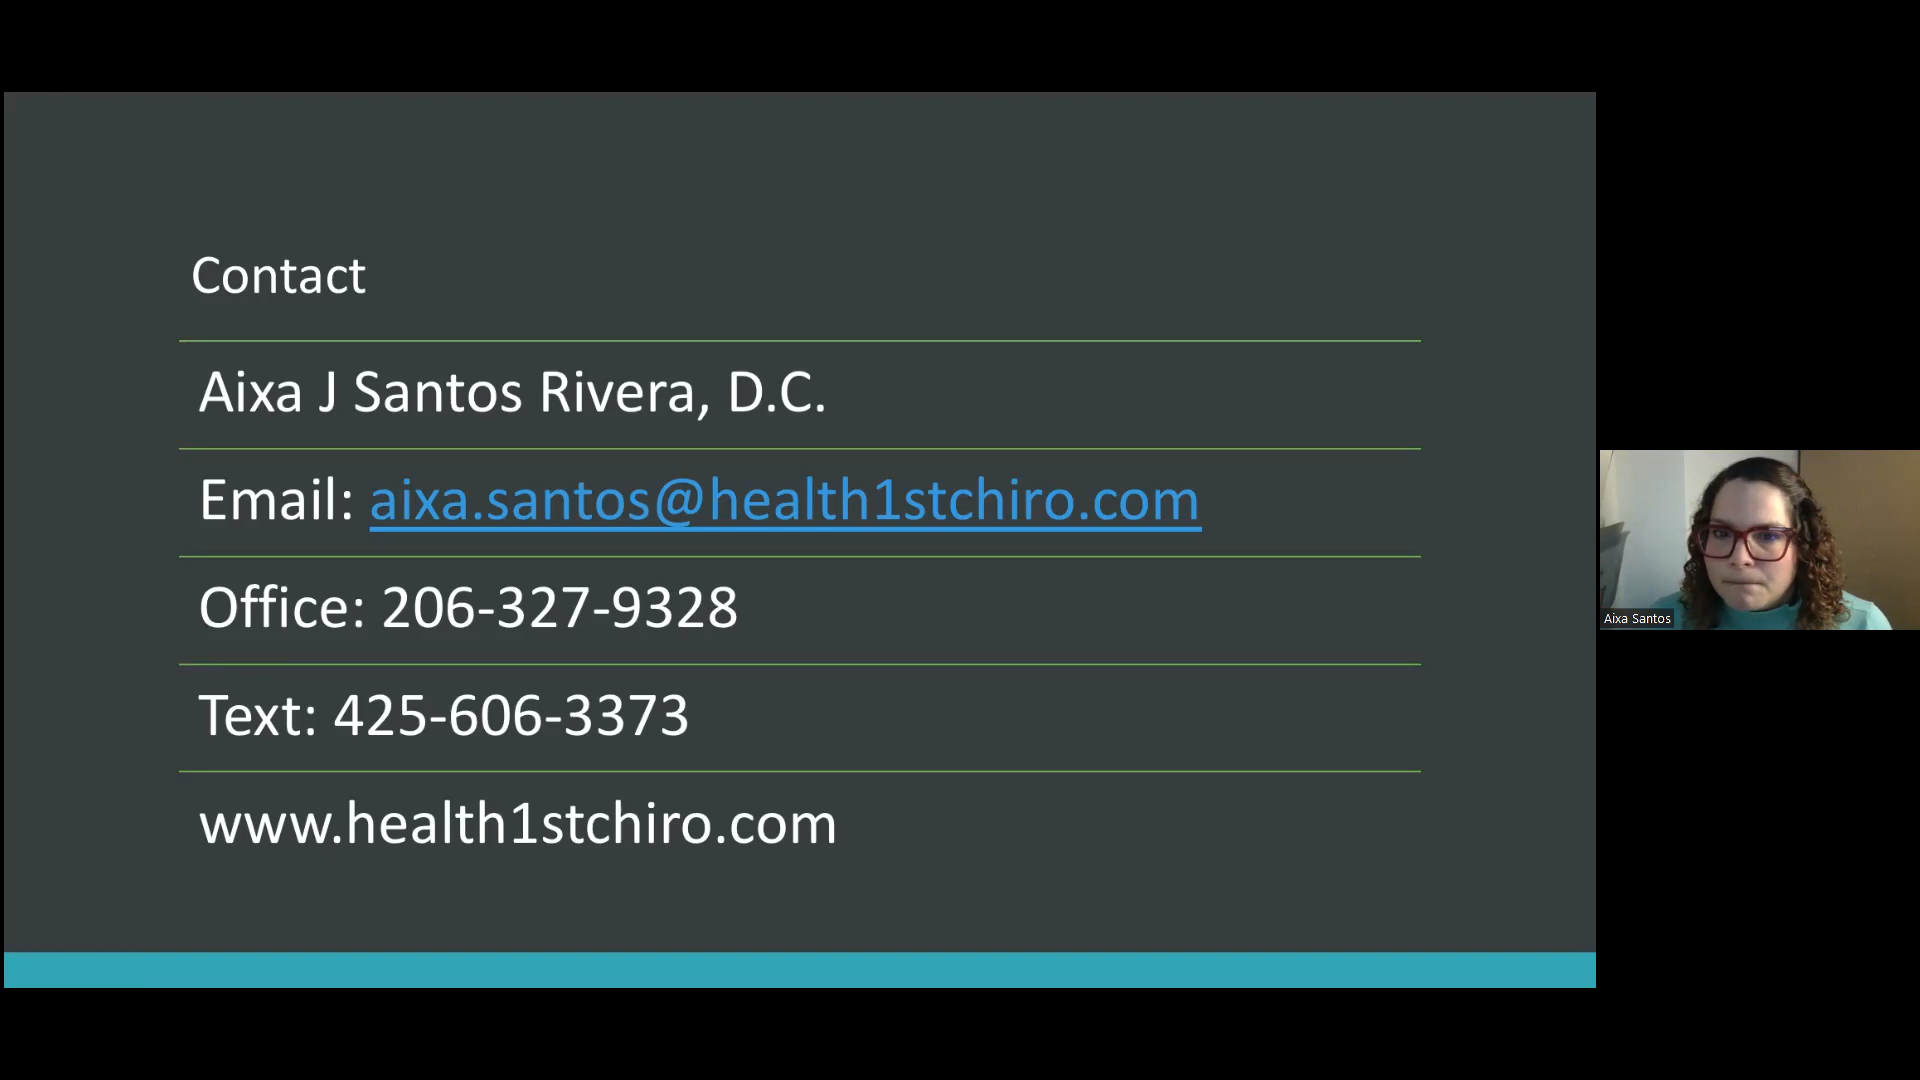 Contact
Aixa J Santos Rivera, D.C.
Email: aixa.santos@health1stchiro.com
Office: 206-327-9328
Text: 425-606-3373
www.health1stchiro.com
Aixa Santos